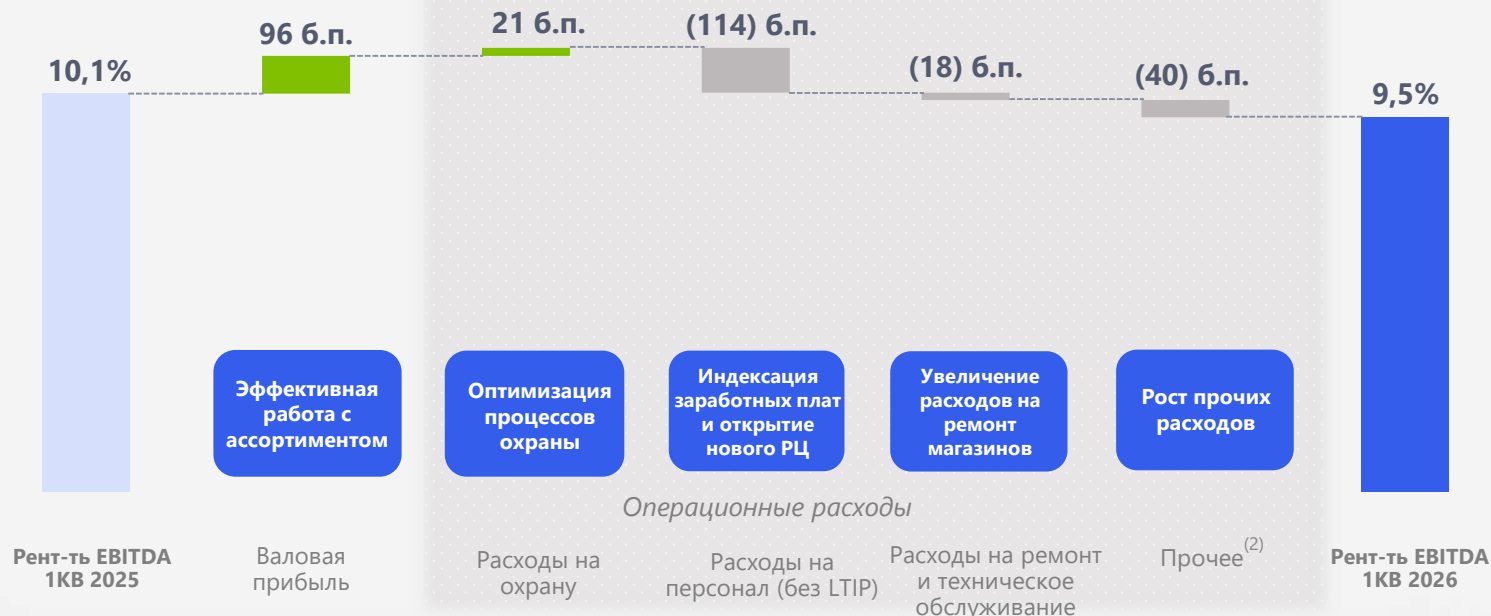 10,1%
96 б.п.
21 б.п.
(114) б.п.
(18) б.п.
(40) б.п.
9,5%
Эффективная
работа с
ассортиментом
Оптимизация
процессов
охраны
Индексация
заработных плат
и открытие
нового РЦ
Увеличение
расходов на
ремонт
магазинов
Рост прочих
расходов
Операционные расходы
Рент-ть EBITDA
1КВ 2025
Валовая
прибыль
Расходы на
охрану
Расходы на
персонал (без LTIP)
Расходы на ремонт
и техническое
обслуживание
Прочее(2)
Рент-ть EBITDA
1КВ 2026